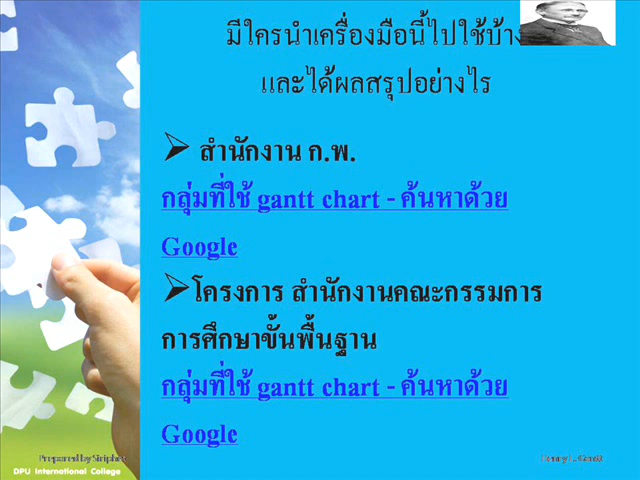 มีใครนำเครื่องมือนี้ไปใช้บ้าง
และได้ผลสรุปอย่างไร
➢ สำนักงาน ก.พ.
กลุ่มที่ใช้ gantt chart - ค้นหาด้วย
Google
➢โครงการ สำนักงานคณะกรรมการ
การศึกษาขั้นพื้นฐาน
กลุ่มที่ใช้ gantt chart - ค้นหาด้วย
Google
Prepared by
DPU International College